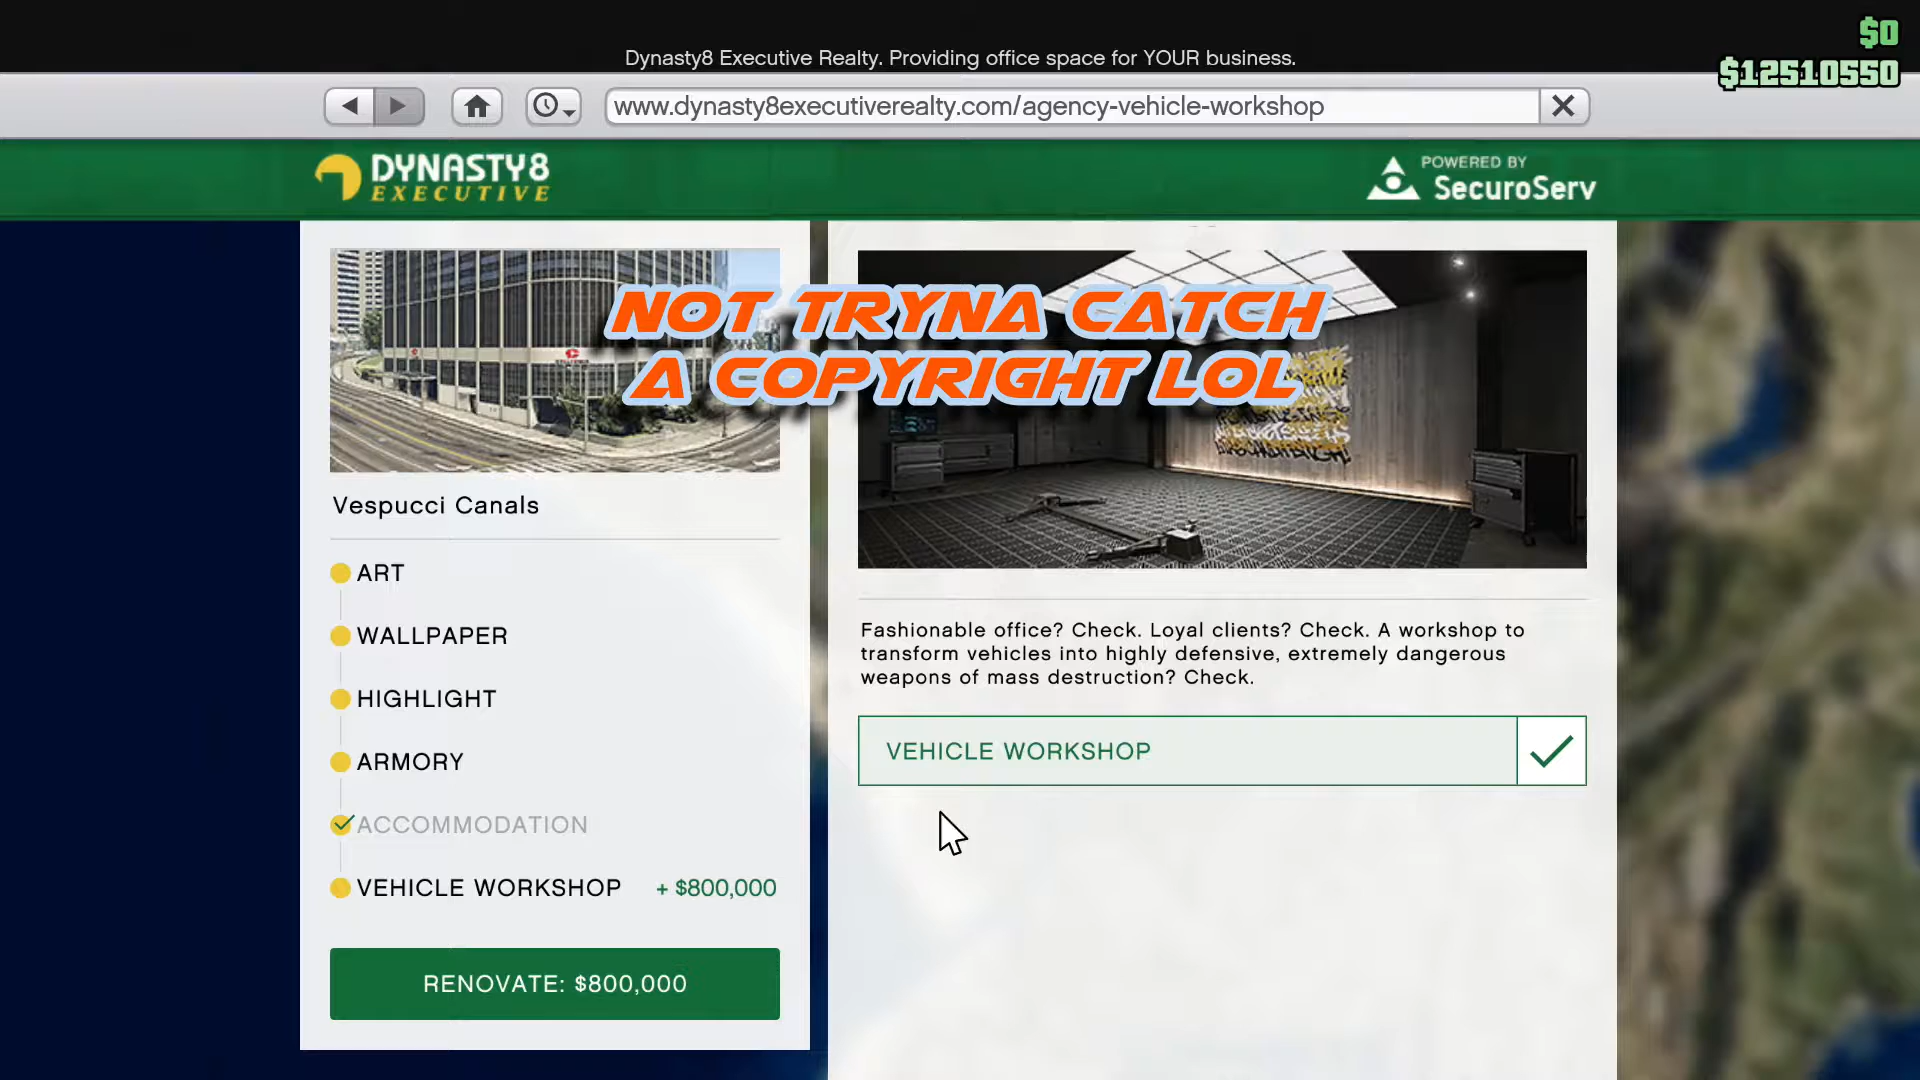 $0
Dynasty8 Executive Realty. Providing office space for YOUR business.
$12510550
www.dynasty8executiverealty.com/agency-vehicle-workshop
DYNASTY8
EXECUTIVE
POWERED BY
SecuroServ
NOT TRYNA CATCH
A COPYRIGHT LOL
Vespucci Canals
ART
WALLPAPER
HIGHLIGHT
ARMORY
ACCOMMODATION
VEHICLE WORKSHOP + $800,000
RENOVATE: $800,000
Fashionable office? Check. Loyal clients? Check. A workshop to
transform vehicles into highly defensive, extremely dangerous
weapons of mass destruction? Check.
VEHICLE WORKSHOP